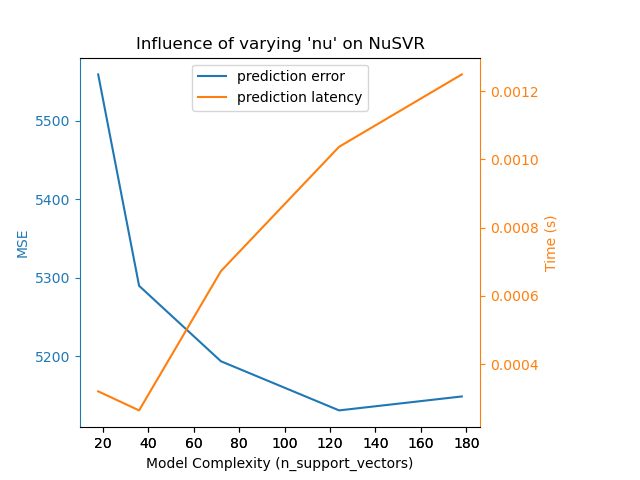 Influence of varying 'nu' on NuSVR
prediction error
prediction latency
5500
5400
5300
5200
MSE
0.0012
0.0010
0.0008
0.0006
0.0004
Time (s)
20 40 60 80 100 120 140 160 180
Model Complexity (n_support_vectors)